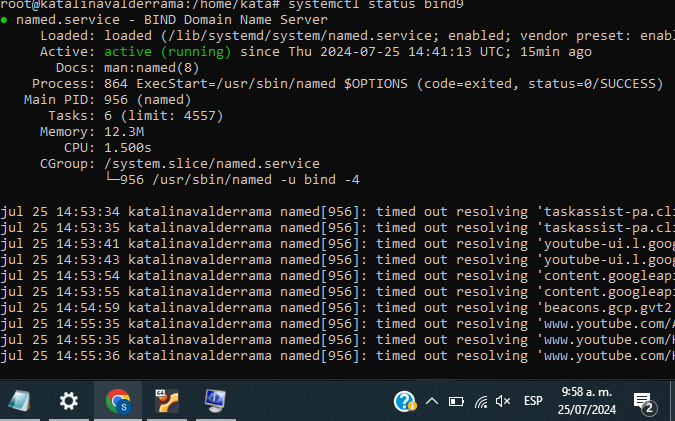 root@katalinavalderrama:/home/kata# systemctl status bind9
● named.service - BIND Domain Name Server
Loaded: loaded (/lib/systemd/system/named.service; enabled; vendor preset: enabl
Active: active (running) since Thu 2024-07-25 14:41:13 UTC; 15min ago
Docs: man:named(8)
Process: 864 ExecStart=/usr/sbin/named $OPTIONS (code=exited, status=0/SUCCESS)
Main PID: 956 (named)
Tasks: 6 (limit: 4557)
Memory: 12.3M
CPU: 1.500s
CGroup: /system.slice/named.service
└─956 /usr/sbin/named -u bind -4
jul 25 14:53:34 katalinavalderrama named[956]: timed out resolving 'taskassist-pa.cli
jul 25 14:53:35 katalinavalderrama named[956]: timed out resolving 'taskassist-pa.cli
jul 25 14:53:41 katalinavalderrama named[956]: timed out resolving 'youtube-ui.l.goog
jul 25 14:53:43 katalinavalderrama named[956]: timed out resolving 'youtube-ui.l.goog
jul 25 14:53:54 katalinavalderrama named[956]: timed out resolving 'content.googleapi
jul 25 14:53:55 katalinavalderrama named[956]: timed out resolving 'content.googleapi
jul 25 14:54:59 katalinavalderrama named[956]: timed out resolving 'beacons.gcp.gvt2
jul 25 14:55:35 katalinavalderrama named[956]: timed out resolving 'www.youtube.com/A
jul 25 14:55:35 katalinavalderrama named[956]: timed out resolving 'www.youtube.com/H
jul 25 14:55:36 katalinavalderrama named[956]: timed out resolving 'www.youtube.com/H
S
64
ESP
9:58 a. m.
25/07/2024
2